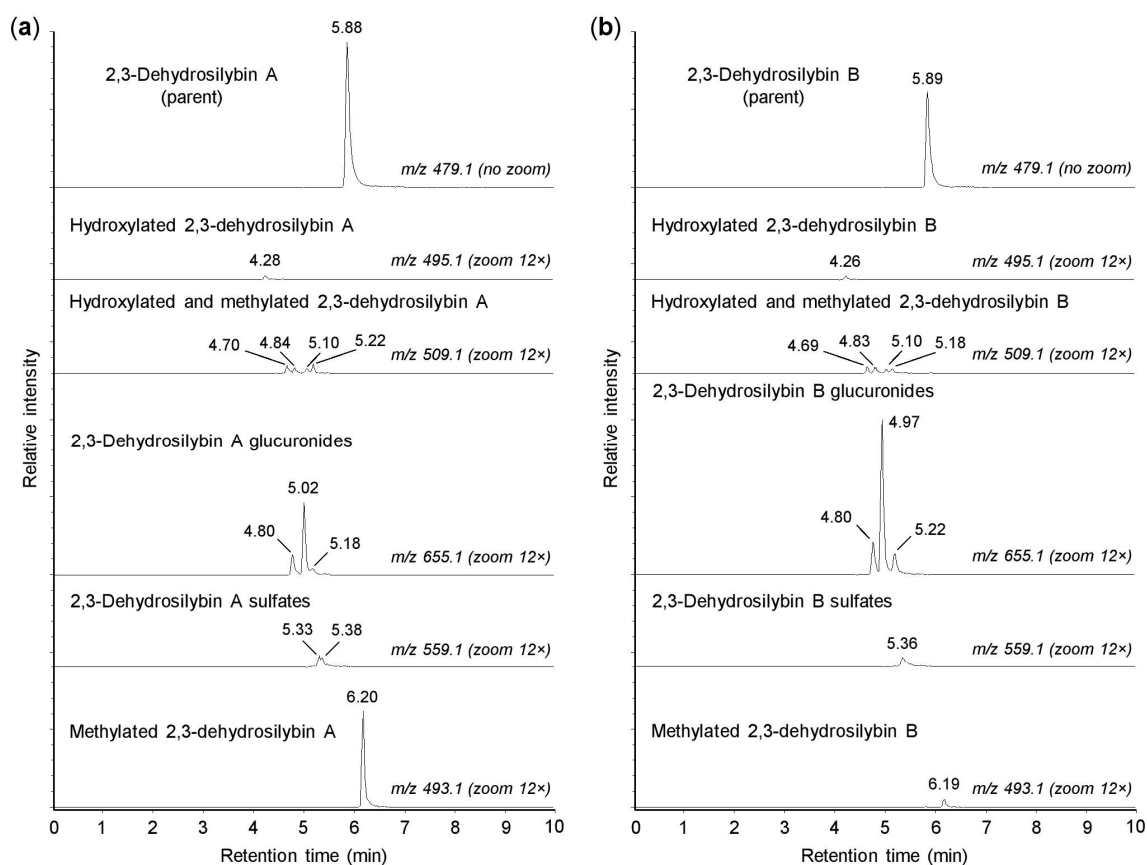 (a)
5.88
2,3-Dehydrosilybin A
(parent)
m/z 479.1 (no zoom)
Hydroxylated 2,3-dehydrosilybin A
4.28
m/z 495.1 (zoom 12×)
Hydroxylated and methylated 2,3-dehydrosilybin A
4.70 4.84 5.10 5.22
m/z 509.1 (zoom 12×)
2,3-Dehydrosilybin A glucuronides
5.02
4.80
5.18
m/z 655.1 (zoom 12×)
2,3-Dehydrosilybin A sulfates
5.33 5.38
m/z 559.1 (zoom 12×)
6.20
Methylated 2,3-dehydrosilybin A
m/z 493.1 (zoom 12×)
Relative intensity
0 1 2 3 4 5 6 7 8 9 10
Retention time (min)
(b)
5.89
2,3-Dehydrosilybin B
(parent)
m/z 479.1 (no zoom)
Hydroxylated 2,3-dehydrosilybin B
4.26
m/z 495.1 (zoom 12×)
Hydroxylated and methylated 2,3-dehydrosilybin B
4.69 4.83 5.10 5.18
m/z 509.1 (zoom 12×)
2,3-Dehydrosilybin B glucuronides
4.97
4.80
5.22
m/z 655.1 (zoom 12×)
2,3-Dehydrosilybin B sulfates
5.36
m/z 559.1 (zoom 12×)
Methylated 2,3-dehydrosilybin B
6.19
m/z 493.1 (zoom 12×)
Relative intensity
0 1 2 3 4 5 6 7 8 9 10
Retention time (min)